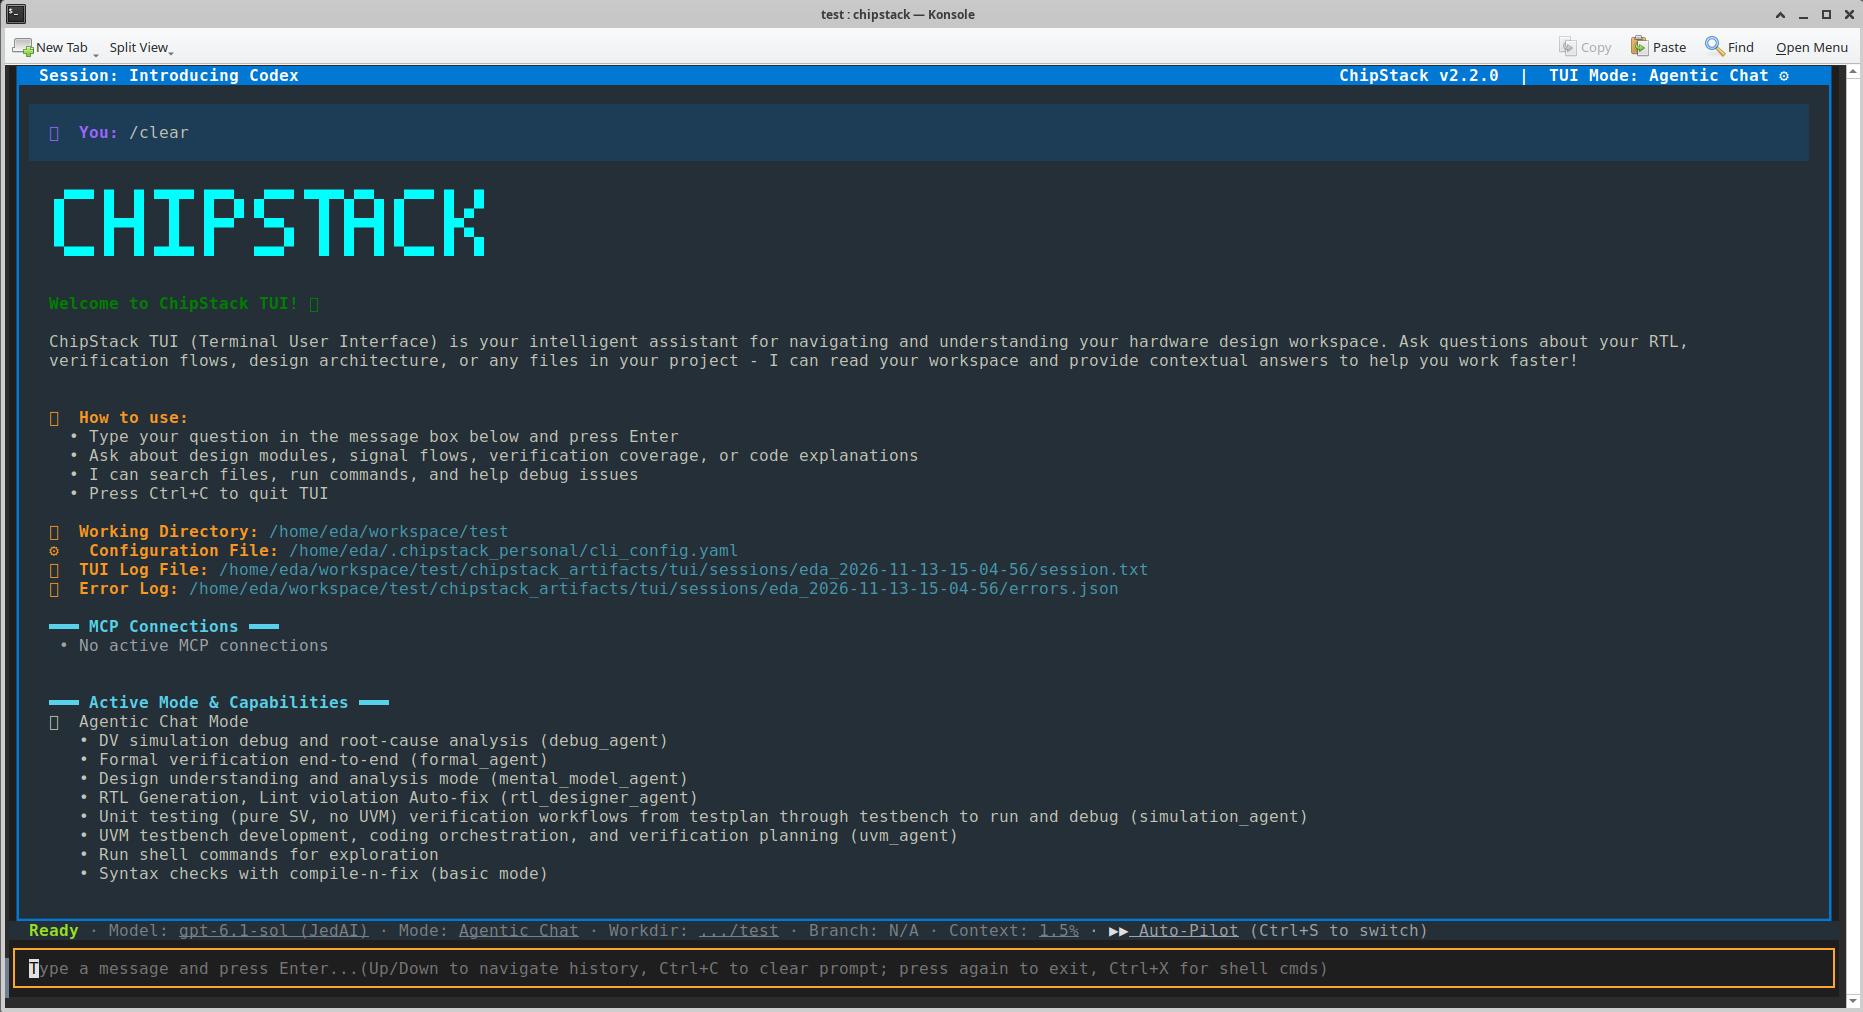 test : chipstack — Konsole
New Tab Split View Copy Paste Find Open Menu
Session: Introducing Codex ChipStack v2.2.0 | TUI Mode: Agentic Chat ⚙
You: /clear
CHIPSTACK
Welcome to ChipStack TUI!
ChipStack TUI (Terminal User Interface) is your intelligent assistant for navigating and understanding your hardware design workspace. Ask questions about your RTL,
verification flows, design architecture, or any files in your project - I can read your workspace and provide contextual answers to help you work faster!
How to use:
• Type your question in the message box below and press Enter
• Ask about design modules, signal flows, verification coverage, or code explanations
• I can search files, run commands, and help debug issues
• Press Ctrl+C to quit TUI
Working Directory: /home/eda/workspace/test
⚙ Configuration File: /home/eda/.chipstack_personal/cli_config.yaml
TUI Log File: /home/eda/workspace/test/chipstack_artifacts/tui/sessions/eda_2026-11-13-15-04-56/session.txt
Error Log: /home/eda/workspace/test/chipstack_artifacts/tui/sessions/eda_2026-11-13-15-04-56/errors.json
━━━ MCP Connections ━━━
• No active MCP connections
━━━ Active Mode & Capabilities ━━━
Agentic Chat Mode
• DV simulation debug and root-cause analysis (debug_agent)
• Formal verification end-to-end (formal_agent)
• Design understanding and analysis mode (mental_model_agent)
• RTL Generation, Lint violation Auto-fix (rtl_designer_agent)
• Unit testing (pure SV, no UVM) verification workflows from testplan through testbench to run and debug (simulation_agent)
• UVM testbench development, coding orchestration, and verification planning (uvm_agent)
• Run shell commands for exploration
• Syntax checks with compile-n-fix (basic mode)
Ready · Model: gpt-6.1-sol (JedAI) · Mode: Agentic Chat · Workdir: .../test · Branch: N/A · Context: 1.5% · ▶▶ Auto-Pilot (Ctrl+S to switch)
Type a message and press Enter...(Up/Down to navigate history, Ctrl+C to clear prompt; press again to exit, Ctrl+X for shell cmds)